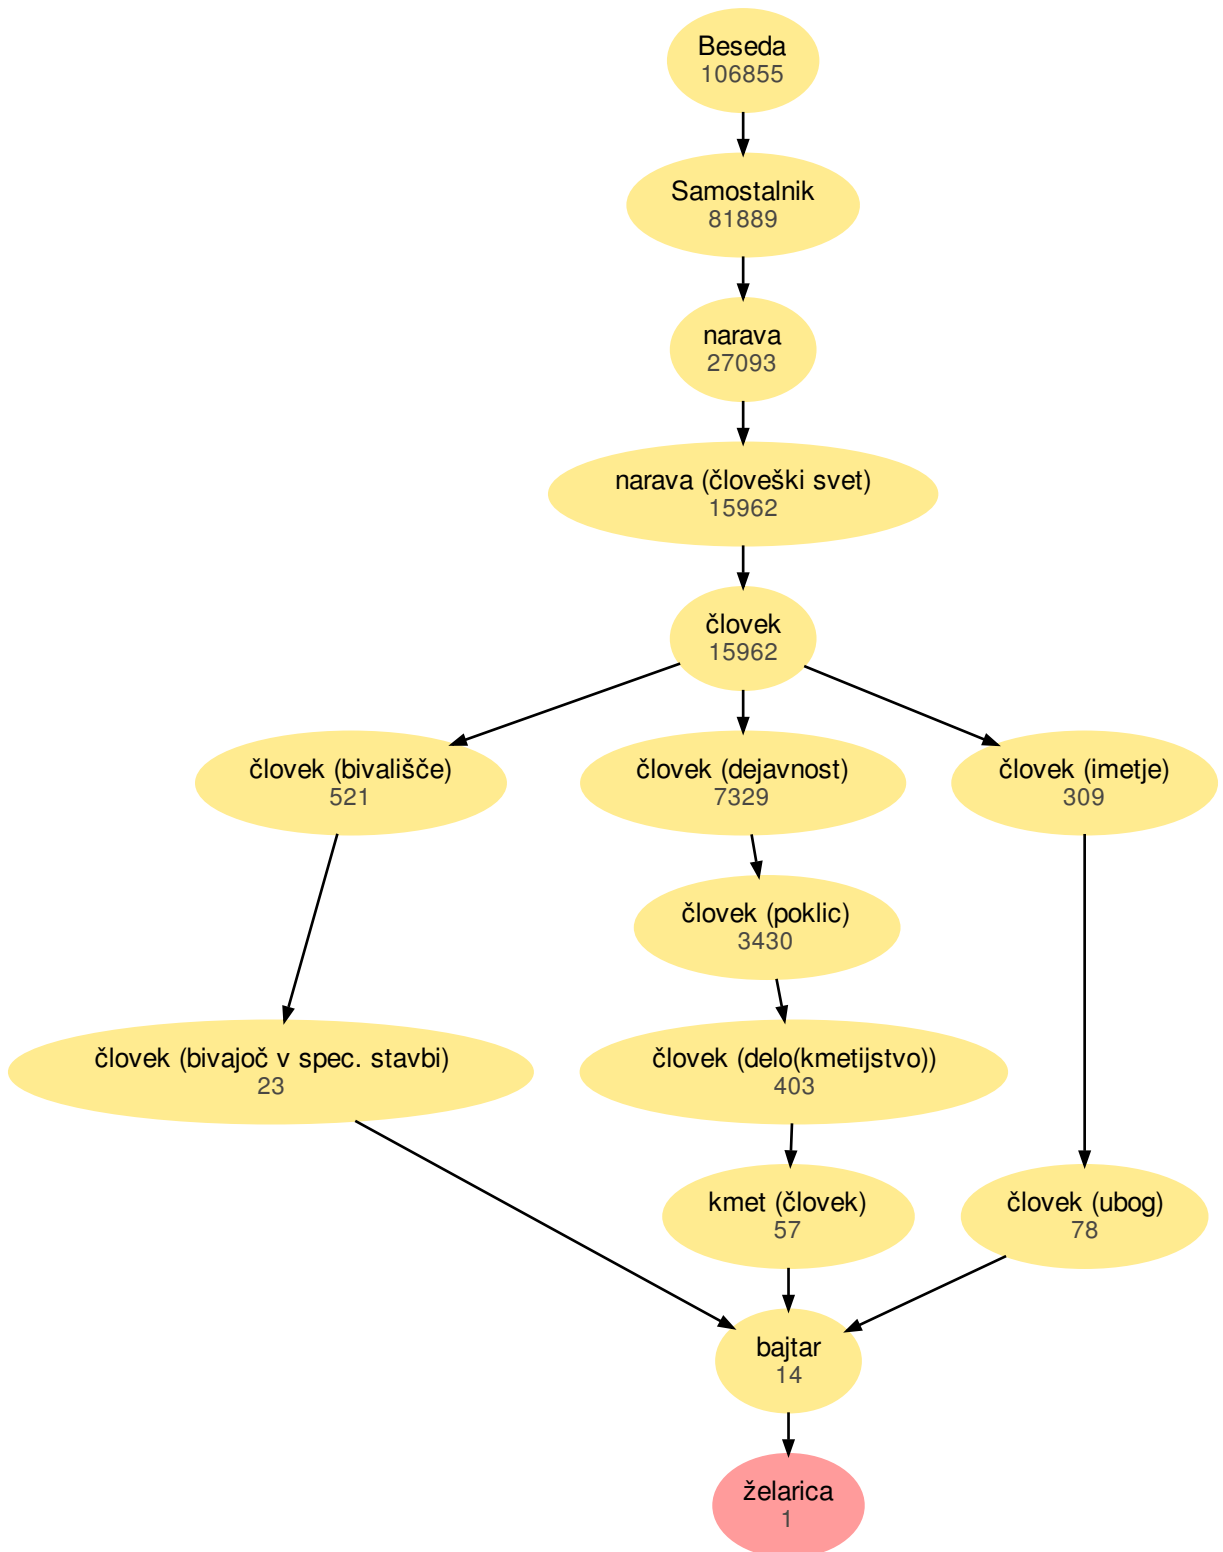 Beseda
106855
Samostalnik
81889
narava
27093
narava (človeški svet)
15962
človek
15962
človek (bivališče)
521
človek (dejavnost)
7329
človek (imetje)
309
človek (poklic)
3430
človek (bivajoč v spec. stavbi)
23
človek (delo(kmetijstvo))
403
kmet (človek)
57
človek (ubog)
78
bajtar
14
želarica
1